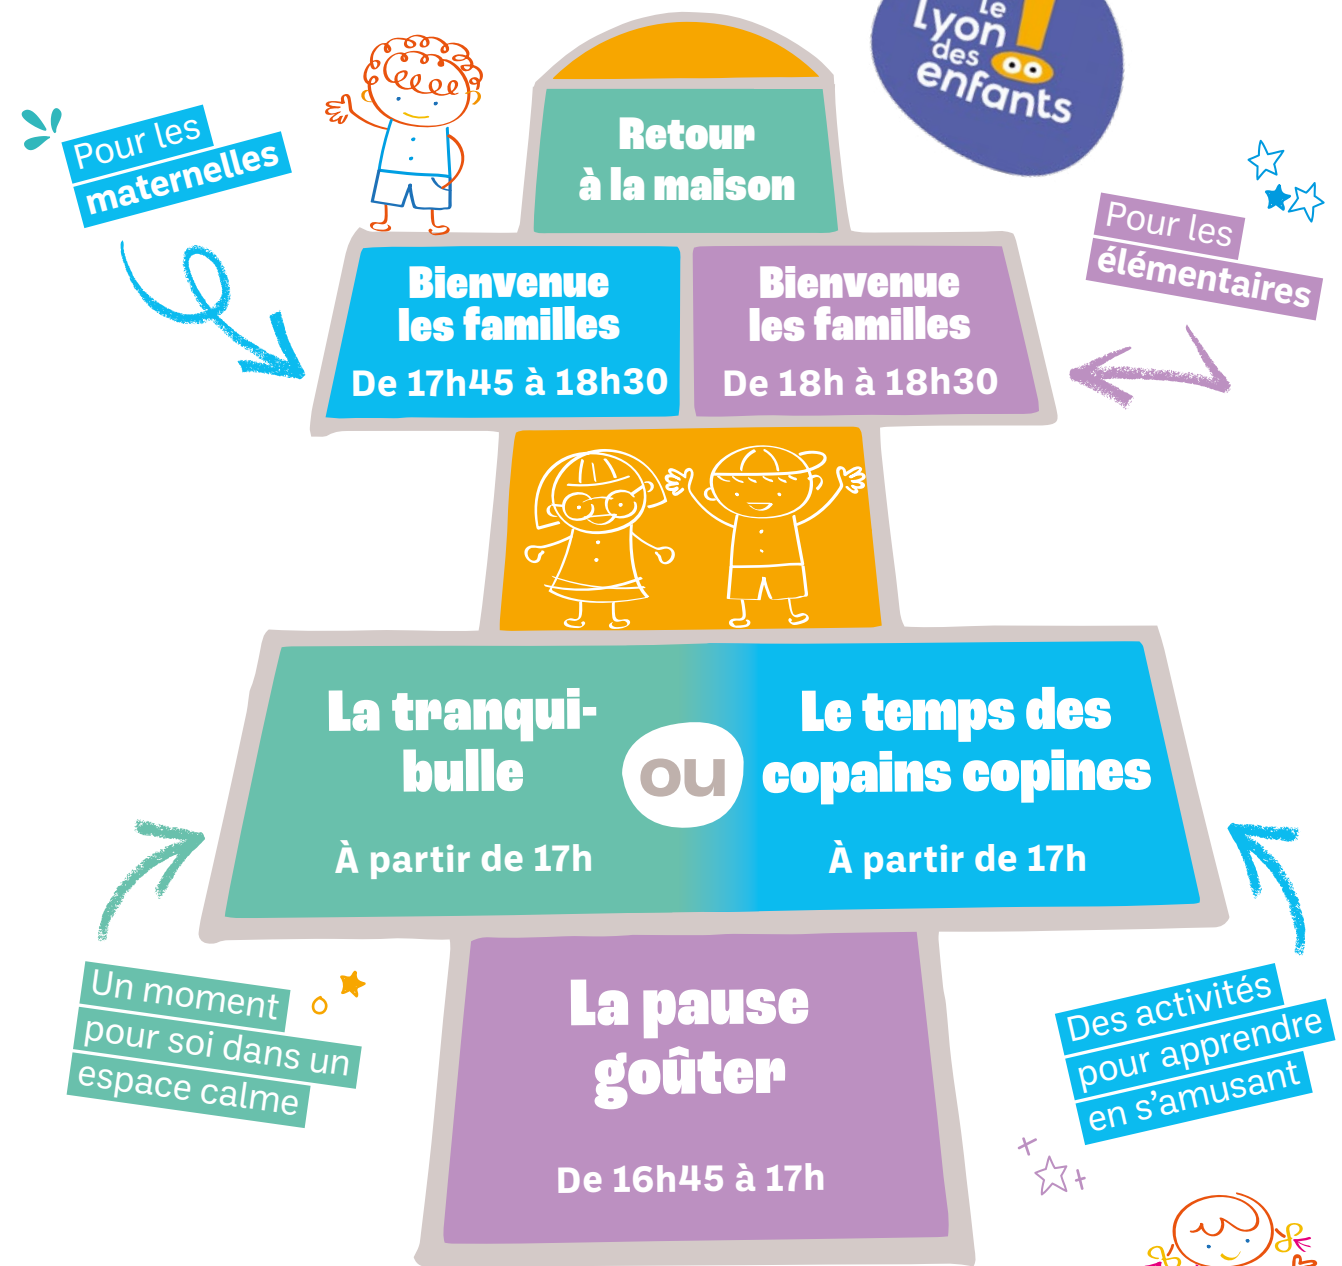 Le
Lyon
des
enfants
Pour les
maternelles
Retour
à la maison
Pour les
élémentaires
Bienvenue
les familles
De 17h45 à 18h30
Bienvenue
les familles
De 18h à 18h30
La tranqui-
bulle
À partir de 17h
ou
Le temps des
copains copines
À partir de 17h
Un moment
pour soi dans un
espace calme
Des activités
pour apprendre
en s’amusant
La pause
goûter
De 16h45 à 17h